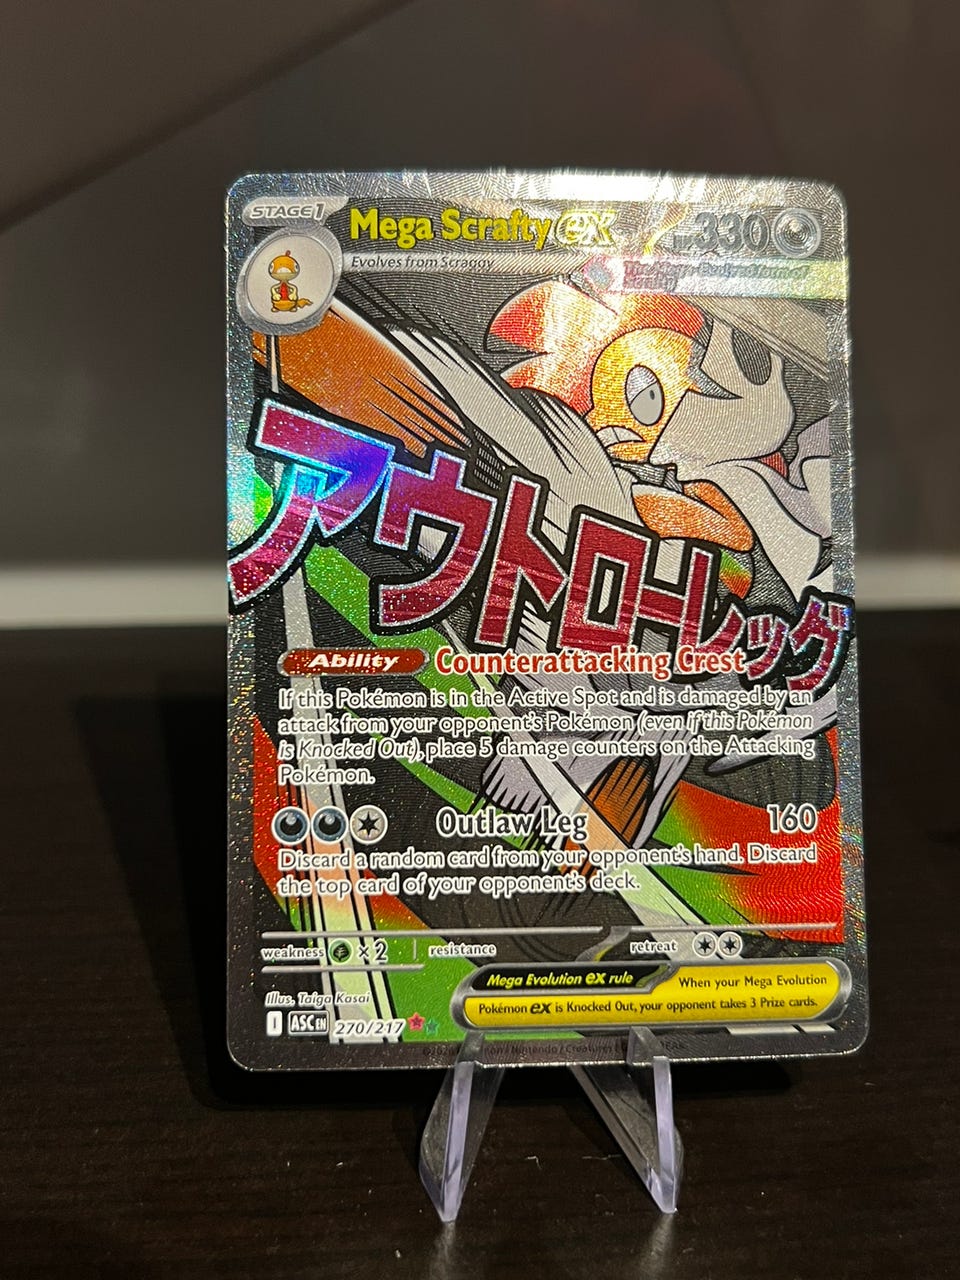 STAGE1
Mega Scrafty ex
330
Evolves from Scraggy
アウトローレッグ
Ability Counterattacking Crest
If this Pokémon is in the Active Spot and is damaged by an
attack from your opponent's Pokémon (even if this Pokémon
is Knocked Out), place 5 damage counters on the Attacking
Pokémon.
Outlaw Leg 160
Discard a random card from your opponent's hand. Discard
the top card of your opponent's deck.
weakness ×2 resistance retreat
Mega Evolution ex rule When your Mega Evolution
Pokémon ex is Knocked Out, your opponent takes 3 Prize cards.
Illus. Taiga Kasai
I ASC EN 270/217